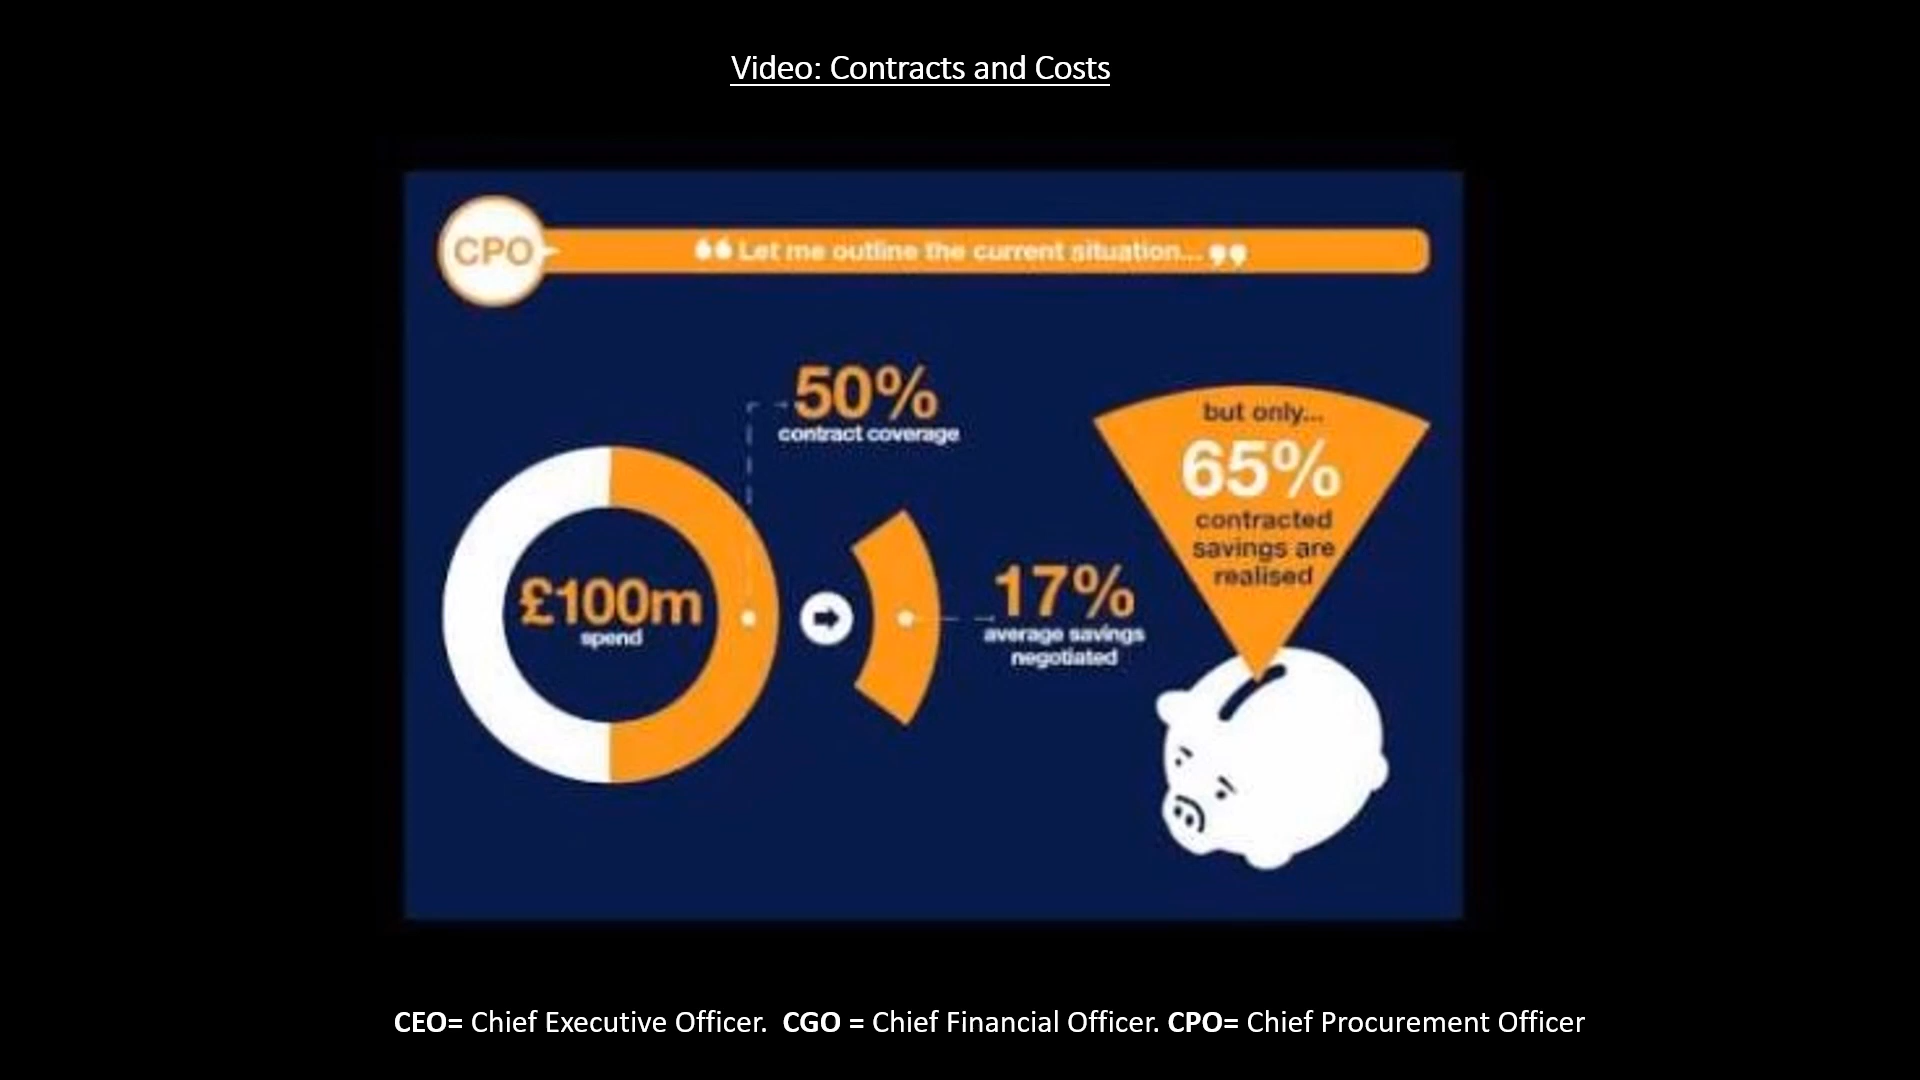 Video: Contracts and Costs
CPO
“ Let me outline the current situation... ”
50%
contract coverage
£100m
spend
17%
average savings
negotiated
but only...
65%
contracted
savings are
realised
CEO= Chief Executive Officer.  CGO = Chief Financial Officer. CPO= Chief Procurement Officer